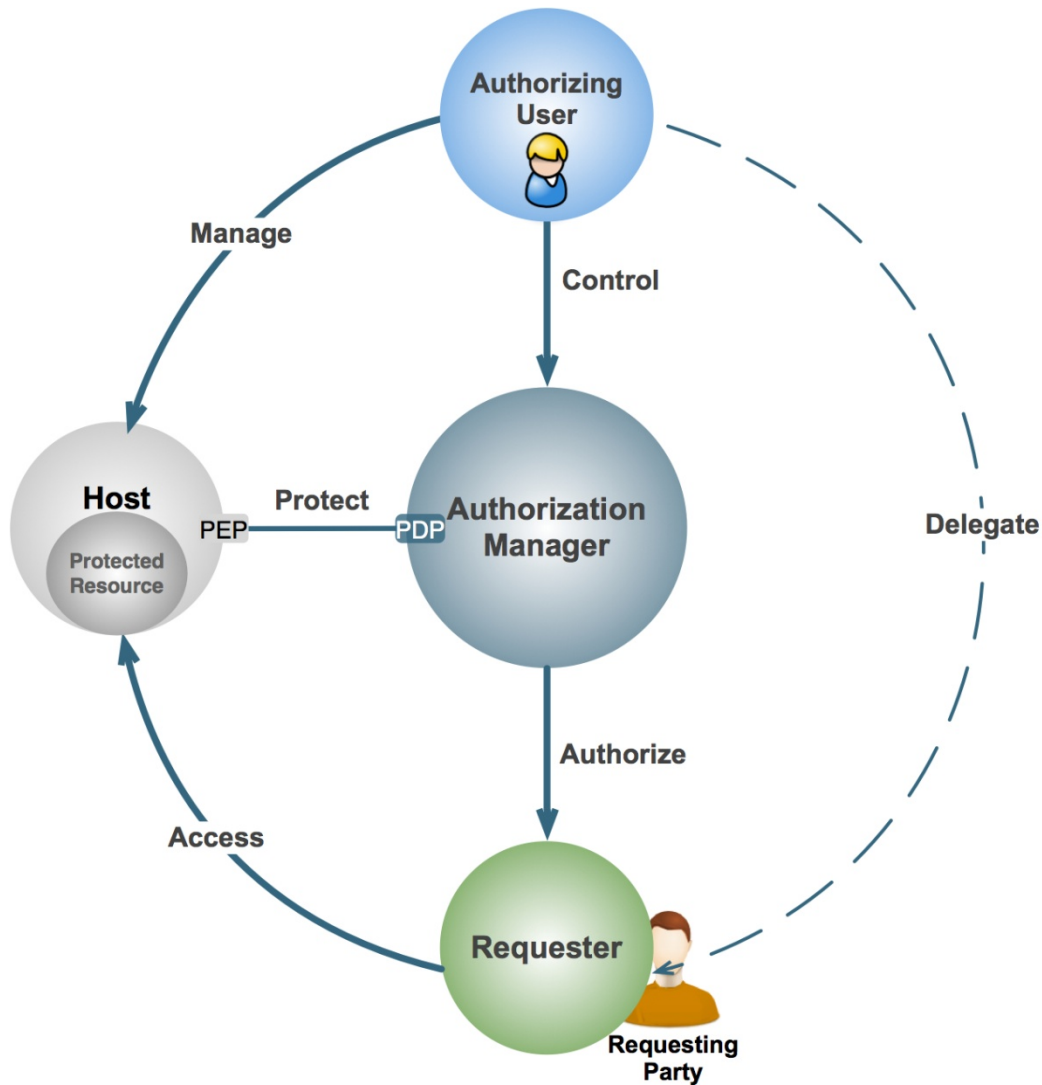 Authorizing
User
Manage
Control
Host
Protect
PEP
PDP
Authorization
Manager
Protected
Resource
Delegate
Authorize
Access
Requester
Requesting
Party